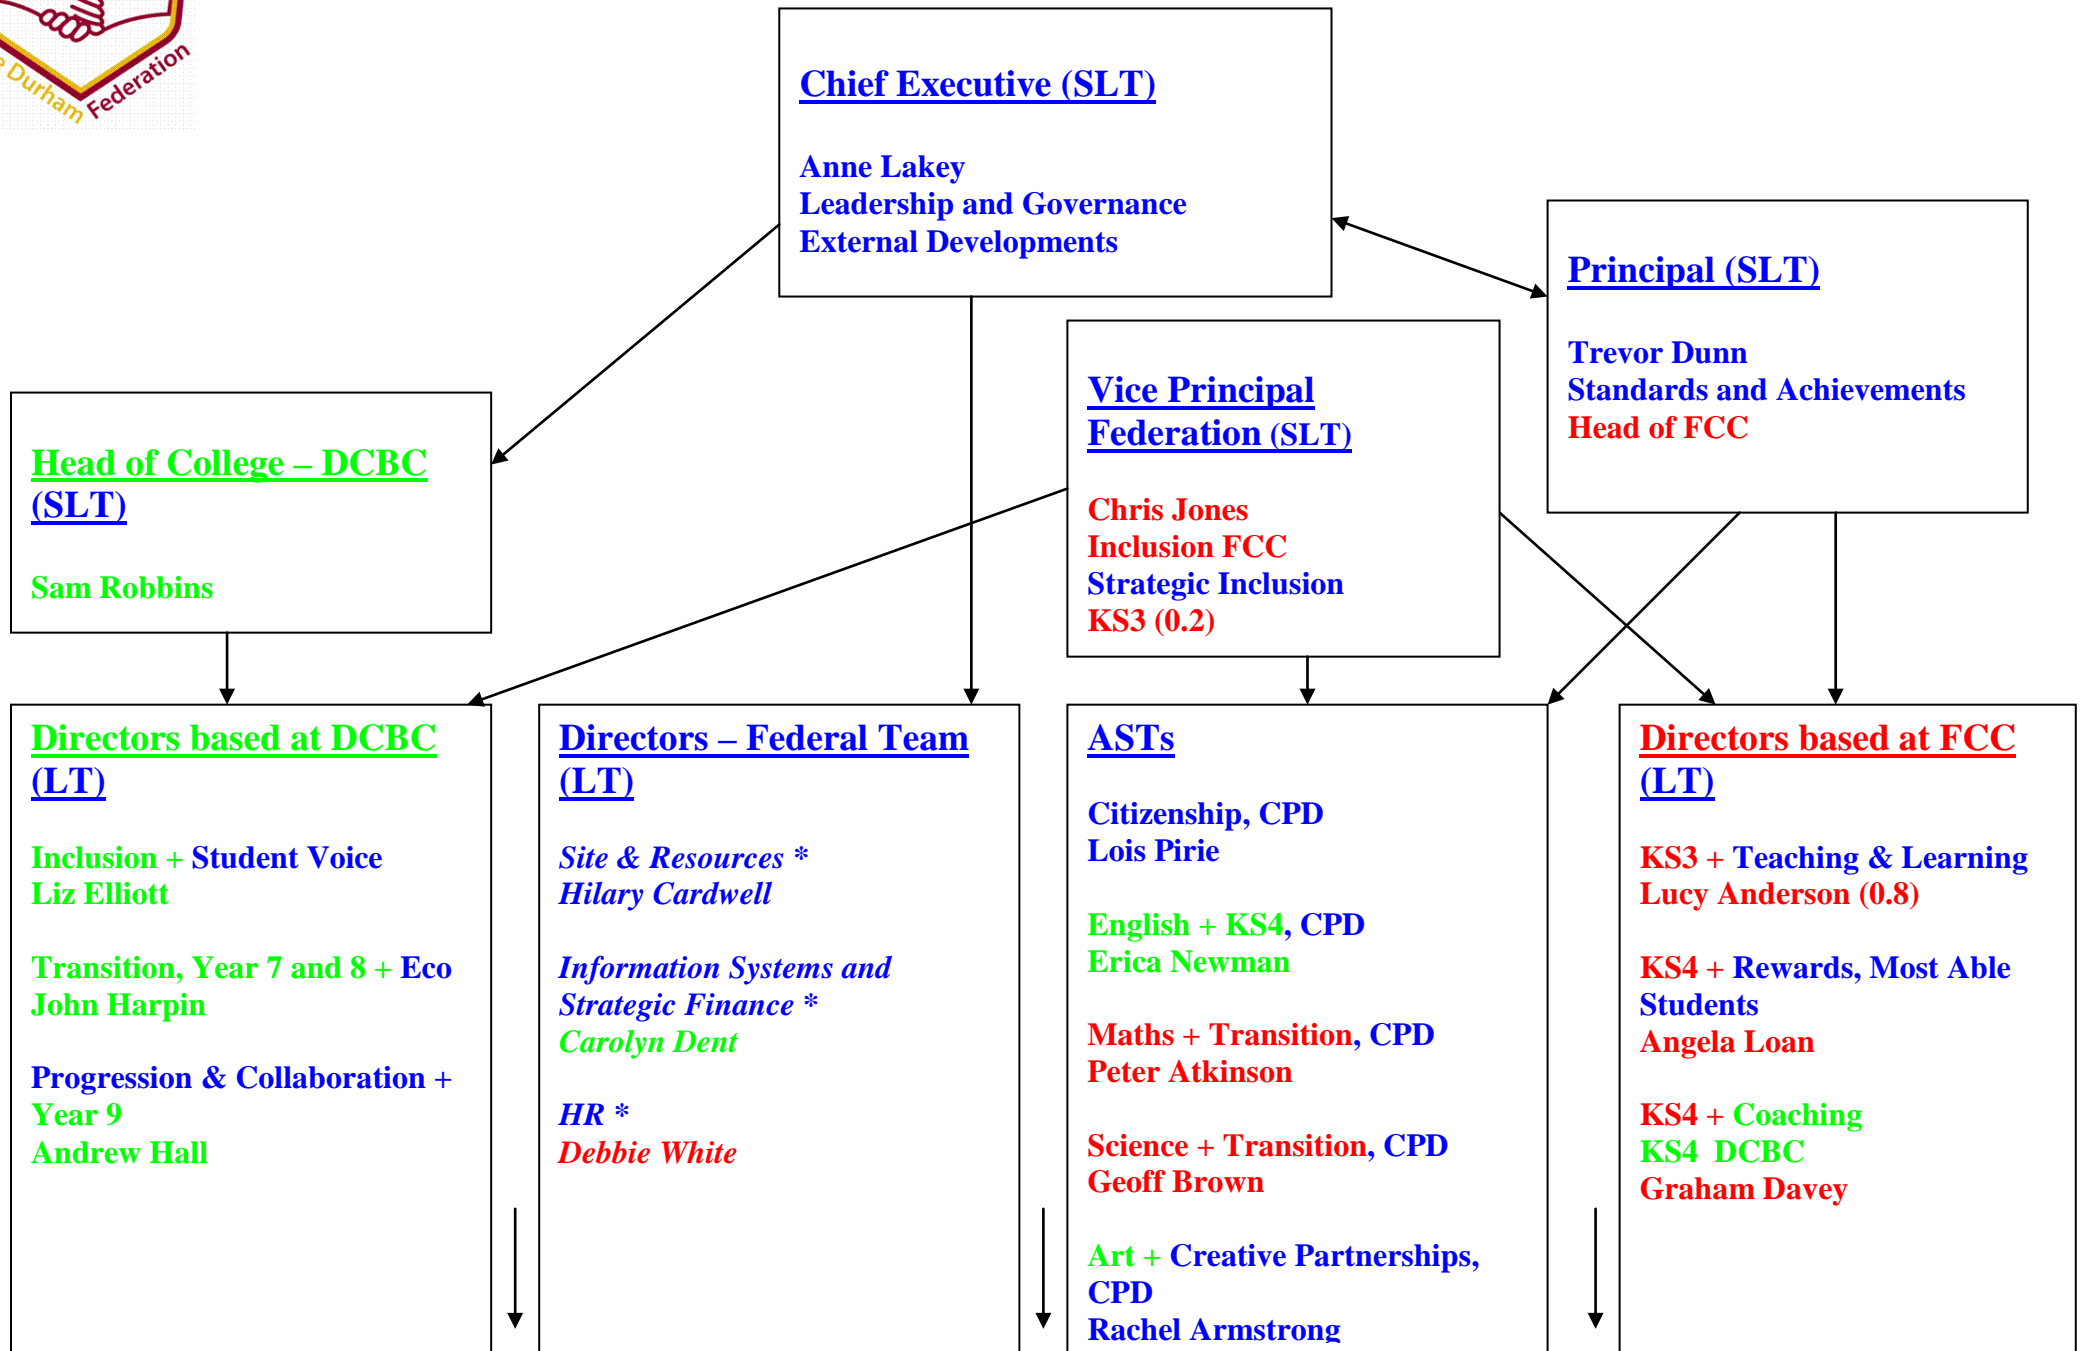 Durham Federation
Chief Executive (SLT)
Anne Lakey
Leadership and Governance
External Developments
Principal (SLT)
Trevor Dunn
Standards and Achievements
Head of FCC
Vice Principal
Federation (SLT)
Chris Jones
Inclusion FCC
Strategic Inclusion
KS3 (0.2)
Head of College – DCBC
(SLT)
Sam Robbins
Directors based at DCBC
(LT)
Inclusion + Student Voice
Liz Elliott
Transition, Year 7 and 8 + Eco
John Harpin
Progression & Collaboration +
Year 9
Andrew Hall
Directors – Federal Team
(LT)
Site & Resources *
Hilary Cardwell
Information Systems and
Strategic Finance *
Carolyn Dent
HR *
Debbie White
ASTs
Citizenship, CPD
Lois Pirie
English + KS4, CPD
Erica Newman
Maths + Transition, CPD
Peter Atkinson
Science + Transition, CPD
Geoff Brown
Art + Creative Partnerships,
CPD
Rachel Armstrong
Directors based at FCC
(LT)
KS3 + Teaching & Learning
Lucy Anderson (0.8)
KS4 + Rewards, Most Able
Students
Angela Loan
KS4 + Coaching
KS4 DCBC
Graham Davey